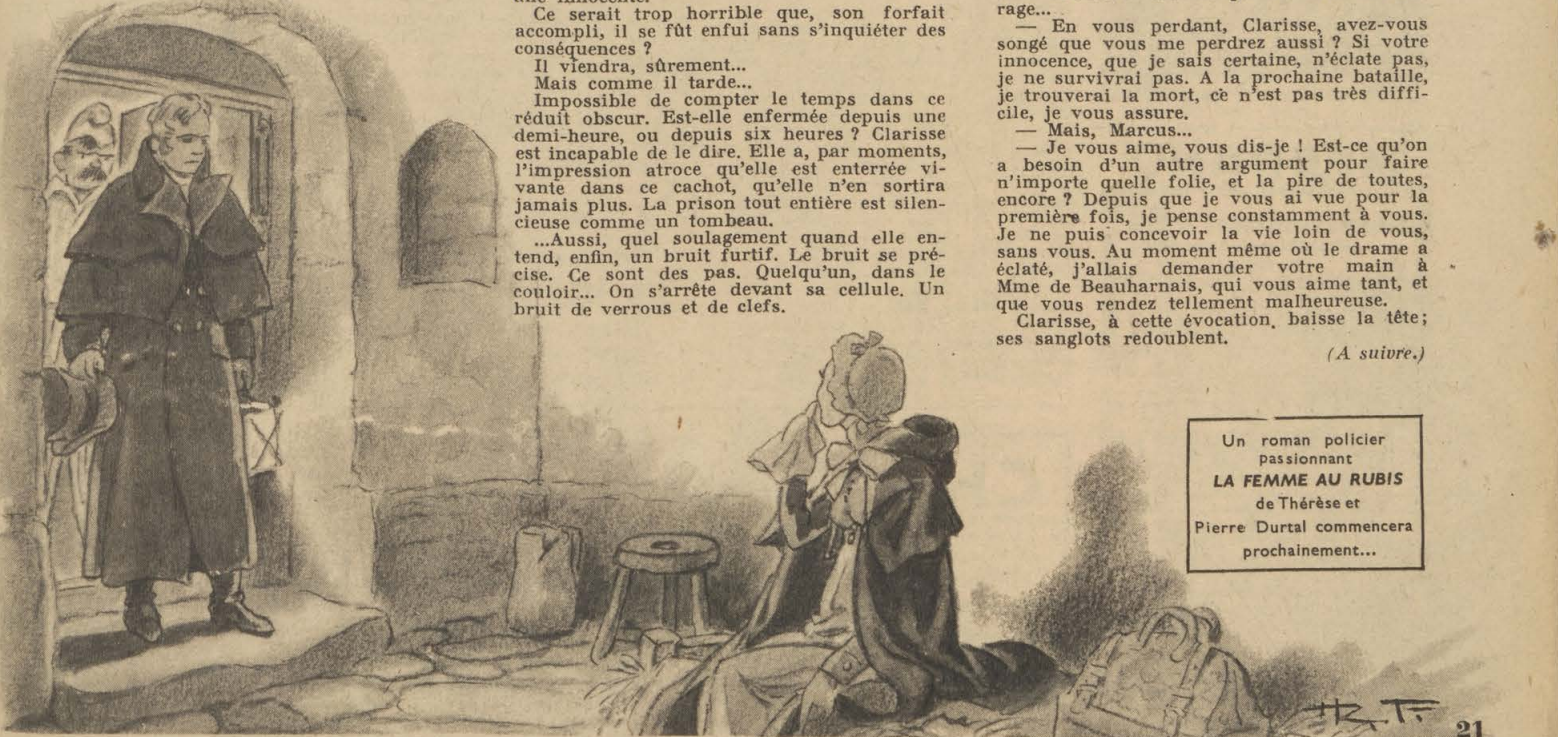 Ce serait trop horrible que, son forfait
accompli, il se fût enfui sans s'inquiéter des
conséquences ?
Il viendra, sûrement...
Mais comme il tarde...
Impossible de compter le temps dans ce
réduit obscur. Est-elle enfermée depuis une
demi-heure, ou depuis six heures ? Clarisse
est incapable de le dire. Elle a, par moments,
l'impression atroce qu'elle est enterrée vi-
vante dans ce cachot, qu'elle n'en sortira
jamais plus. La prison tout entière est silen-
cieuse comme un tombeau.
...Aussi, quel soulagement quand elle en-
tend, enfin, un bruit furtif. Le bruit se pré-
cise. Ce sont des pas. Quelqu'un, dans le
couloir... On s'arrête devant sa cellule. Un
bruit de verrous et de clefs.
rage...
— En vous perdant, Clarisse, avez-vous
songé que vous me perdrez aussi ? Si votre
innocence, que je sais certaine, n'éclate pas,
je ne survivrai pas. A la prochaine bataille,
je trouverai la mort, ce n'est pas très diffi-
cile, je vous assure.
— Mais, Marcus...
— Je vous aime, vous dis-je ! Est-ce qu'on
a besoin d'un autre argument pour faire
n'importe quelle folie, et la pire de toutes,
encore ? Depuis que je vous ai vue pour la
première fois, je pense constamment à vous.
Je ne puis concevoir la vie loin de vous,
sans vous. Au moment même où le drame a
éclaté, j'allais demander votre main à
Mme de Beauharnais, qui vous aime tant, et
que vous rendez tellement malheureuse.
Clarisse, à cette évocation, baisse la tête;
ses sanglots redoublent.
(A suivre.)
Un roman policier
passionnant
LA FEMME AU RUBIS
de Thérèse et
Pierre Durtal commencera
prochainement...
21